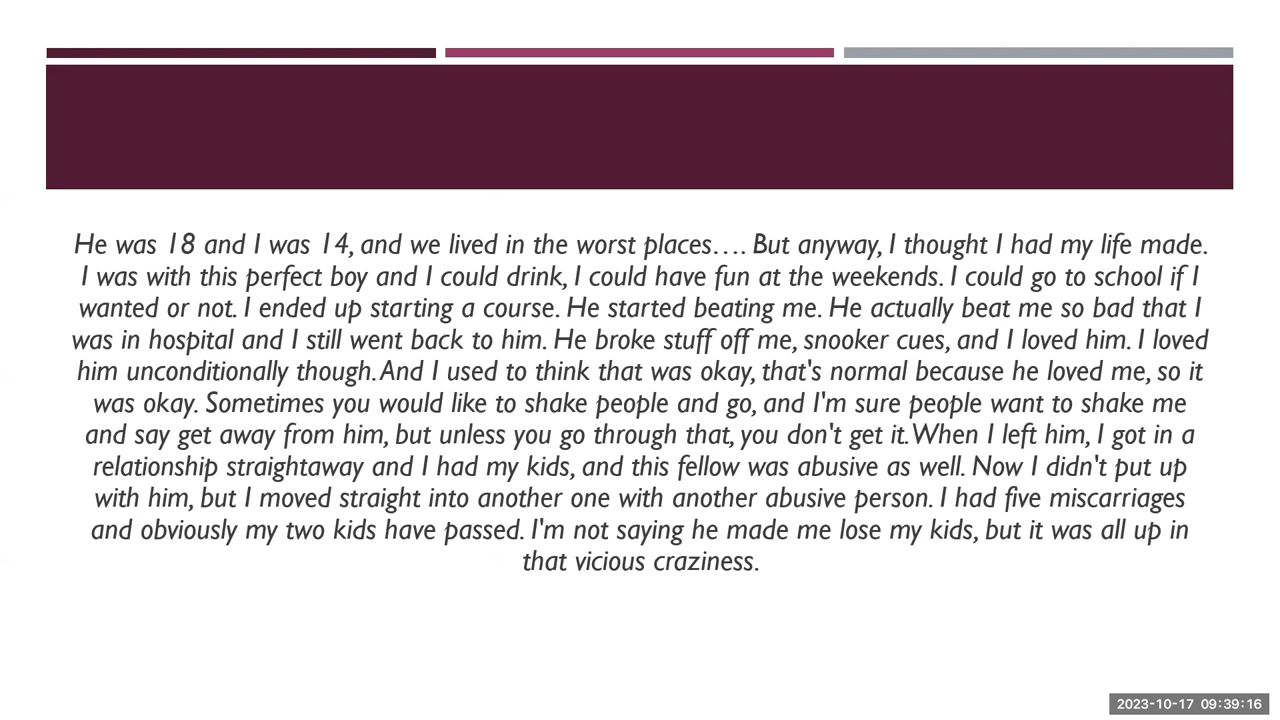 He was 18 and I was 14, and we lived in the worst places…. But anyway, I thought I had my life made.
I was with this perfect boy and I could drink, I could have fun at the weekends. I could go to school if I
wanted or not. I ended up starting a course. He started beating me. He actually beat me so bad that I
was in hospital and I still went back to him. He broke stuff off me, snooker cues, and I loved him. I loved
him unconditionally though. And I used to think that was okay, that's normal because he loved me, so it
was okay. Sometimes you would like to shake people and go, and I'm sure people want to shake me
and say get away from him, but unless you go through that, you don't get it. When I left him, I got in a
relationship straightaway and I had my kids, and this fellow was abusive as well. Now I didn't put up
with him, but I moved straight into another one with another abusive person. I had five miscarriages
and obviously my two kids have passed. I'm not saying he made me lose my kids, but it was all up in
that vicious craziness.
2023-10-17 09:39:16